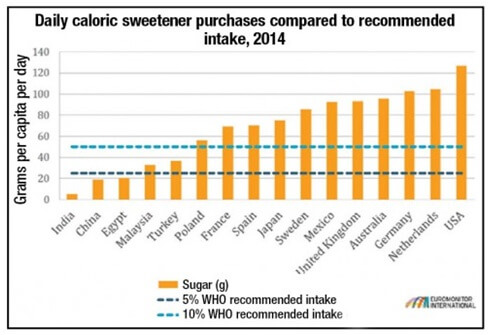 Daily caloric sweetener purchases compared to recommended
intake, 2014
Grams per capita per day
140
120
100
80
60
40
20
0
India
China
Egypt
Malaysia
Turkey
Poland
France
Spain
Japan
Sweden
Mexico
United Kingdom
Australia
Germany
Netherlands
USA
Sugar (g)
5% WHO recommended intake
10% WHO recommended intake
EUROMONITOR
INTERNATIONAL